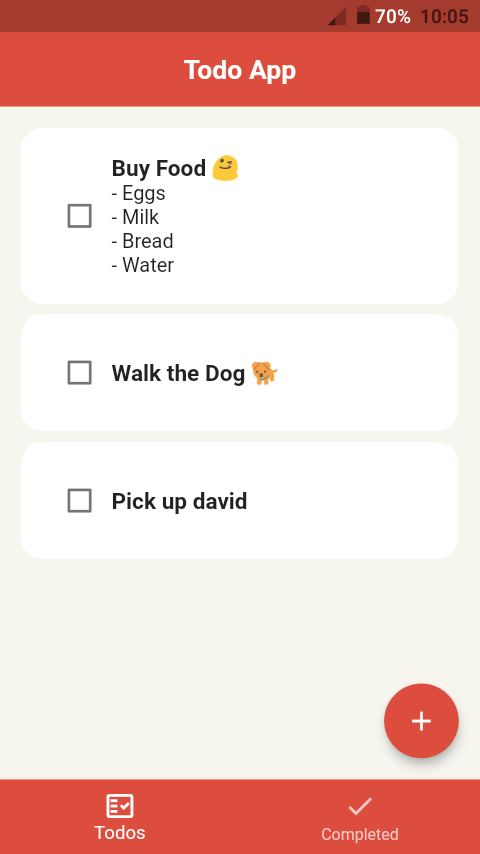 70% 10:05
Todo App
Buy Food 😋
- Eggs
- Milk
- Bread
- Water
Walk the Dog 🐕
Pick up david
Todos
Completed